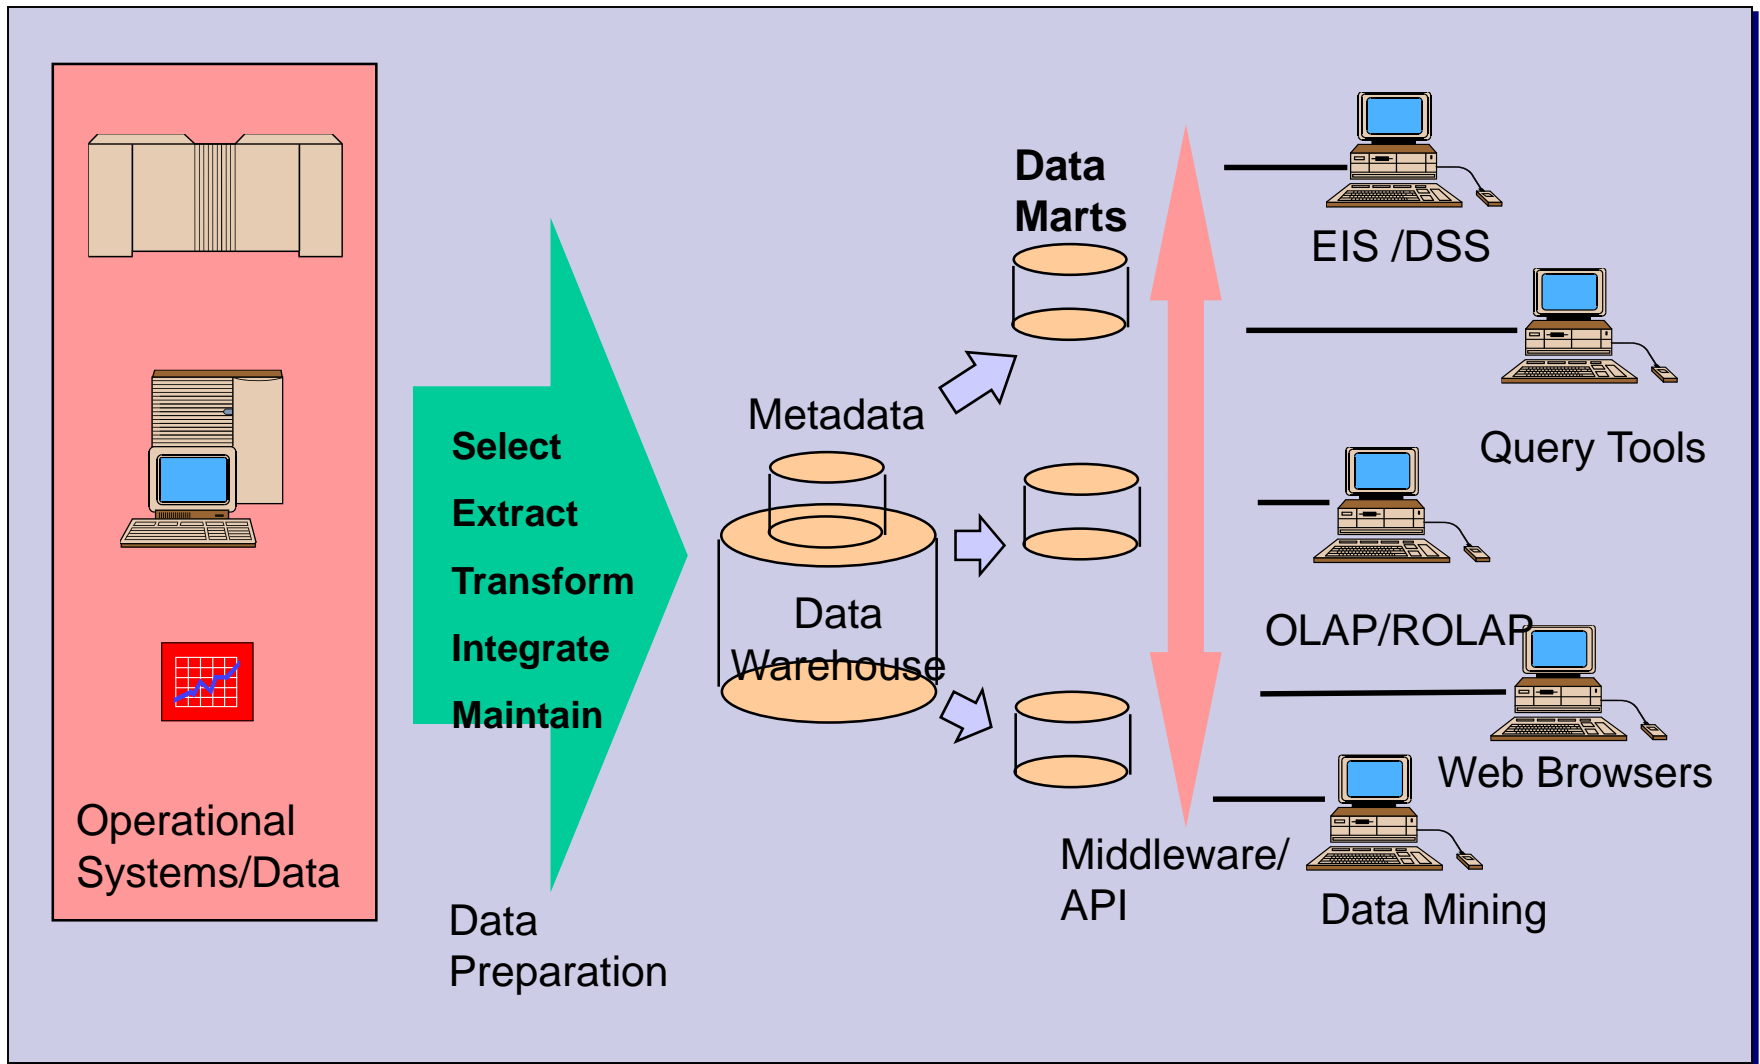 Operational
Systems/Data
Select
Extract
Transform
Integrate
Maintain
Data
Preparation
Metadata
Data
Warehouse
Data
Marts
Middleware/
API
EIS /DSS
Query Tools
OLAP/ROLAP
Web Browsers
Data Mining